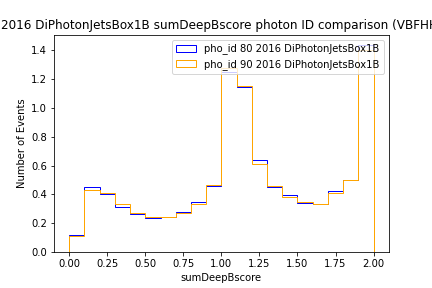 2016 DiPhotonJetsBox1B sumDeepBscore photon ID comparison (VBFHH
pho_id 80 2016 DiPhotonJetsBox1B
pho_id 90 2016 DiPhotonJetsBox1B
Number of Events
1.4
1.2
1.0
0.8
0.6
0.4
0.2
0.0
0.00 0.25 0.50 0.75 1.00 1.25 1.50 1.75 2.00
sumDeepBscore